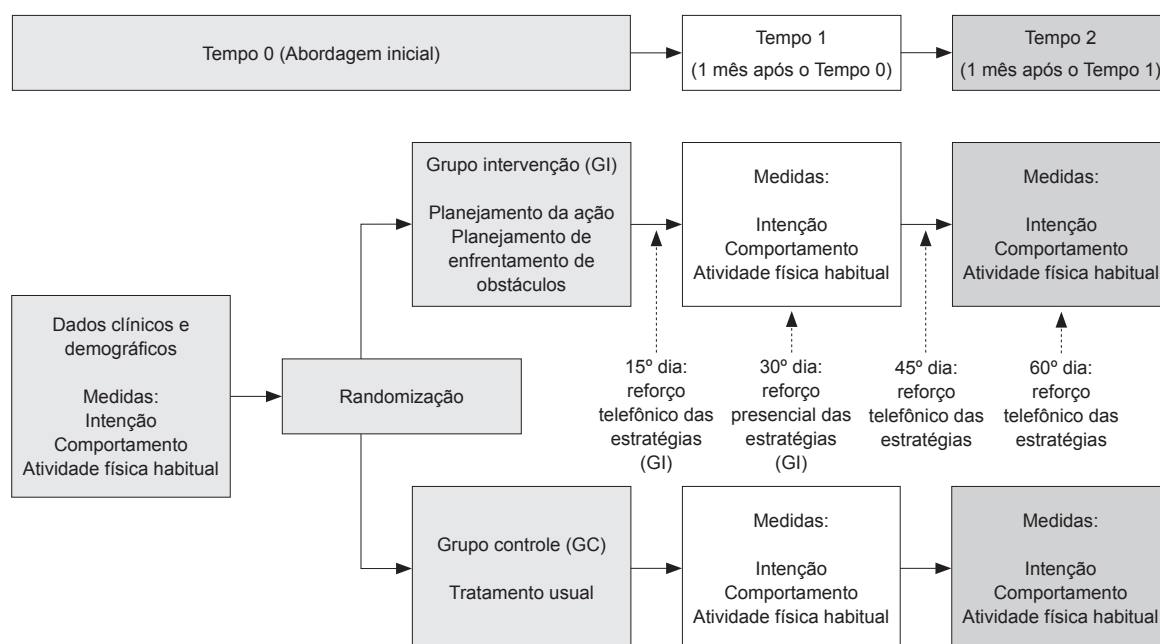 Tempo 0 (Abordagem inicial)
Tempo 1
(1 mês após o Tempo 0)
Tempo 2
(1 mês após o Tempo 1)
Dados clínicos e
demográficos
Medidas:
Intenção
Comportamento
Atividade física habitual
Randomização
Grupo intervenção (GI)
Planejamento da ação
Planejamento de
enfrentamento de
obstáculos
Medidas:
Intenção
Comportamento
Atividade física habitual
Medidas:
Intenção
Comportamento
Atividade física habitual
15º dia:
reforço
telefônico das
estratégias
(GI)
30º dia:
reforço
presencial das
estratégias
(GI)
45º dia:
reforço
telefônico das
estratégias
60º dia:
reforço
telefônico das
estratégias
Grupo controle (GC)
Tratamento usual
Medidas:
Intenção
Comportamento
Atividade física habitual
Medidas:
Intenção
Comportamento
Atividade física habitual